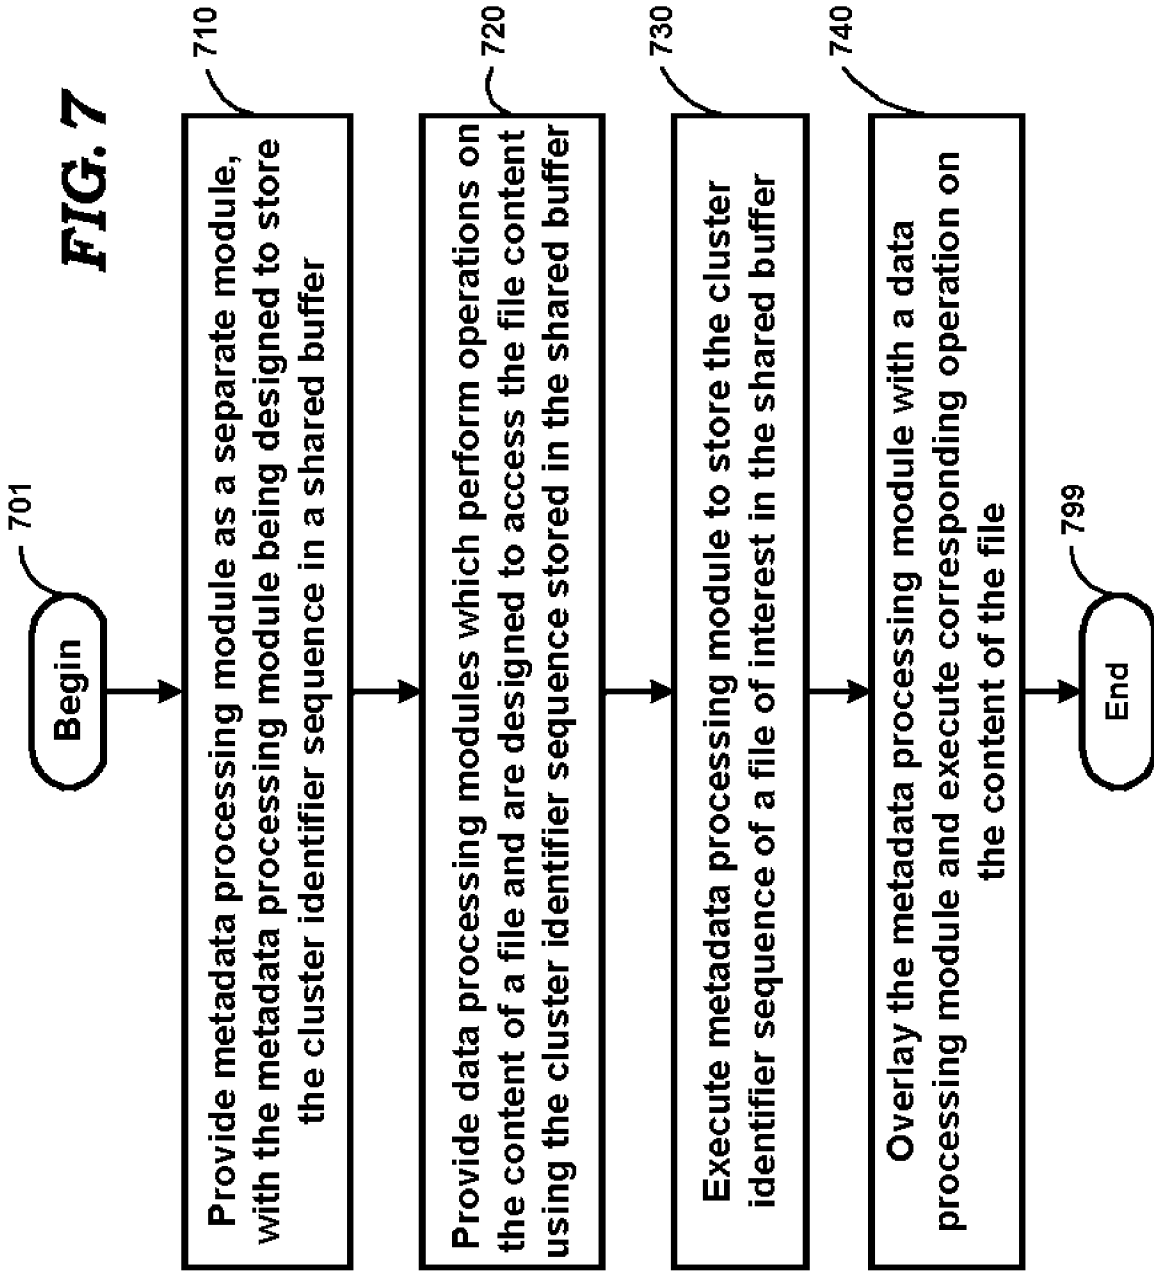 FIG. 7
Begin
701
710
Provide metadata processing module as a separate module,
with the metadata processing module being designed to store
the cluster identifier sequence in a shared buffer
720
Provide data processing modules which perform operations on
the content of a file and are designed to access the file content
using the cluster identifier sequence stored in the shared buffer
730
Execute metadata processing module to store the cluster
identifier sequence of a file of interest in the shared buffer
740
Overlay the metadata processing module with a data
processing module and execute corresponding operation on
the content of the file
799
End